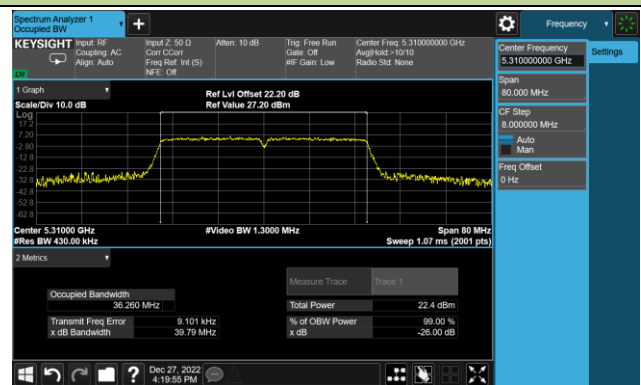 Spectrum Analyzer 1
Occupied BW
Frequency
KEYSIGHT
Input: RF
Coupling: AC
Align: Auto
Input Z: 50 Ω
Corr CCorr
Freq Ref: Int (S)
NFE: Off
Atten: 10 dB
Trig: Free Run
Gate: Off
#IF Gain: Low
Center Freq: 5.310000000 GHz
Avg|Hold:>10/10
Radio Std: None
Center Frequency
5.310000000 GHz
Settings
Span
80.000 MHz
CF Step
8.000000 MHz
Auto
Man
Freq Offset
0 Hz
1 Graph
Scale/Div 10.0 dB
Ref Lvl Offset 22.20 dB
Ref Value 27.20 dBm
Log
17.2
7.20
-2.80
-12.8
-22.8
-32.8
-42.8
-52.8
-62.8
Center 5.31000 GHz
#Res BW 430.00 kHz
#Video BW 1.3000 MHz
Span 80 MHz
Sweep 1.07 ms (2001 pts)
2 Metrics
Measure Trace
Trace 1
Occupied Bandwidth
36.260 MHz
Total Power
22.4 dBm
Transmit Freq Error
9.101 kHz
% of OBW Power
99.00 %
x dB Bandwidth
39.79 MHz
x dB
-26.00 dB
?
Dec 27, 2022
4:19:55 PM